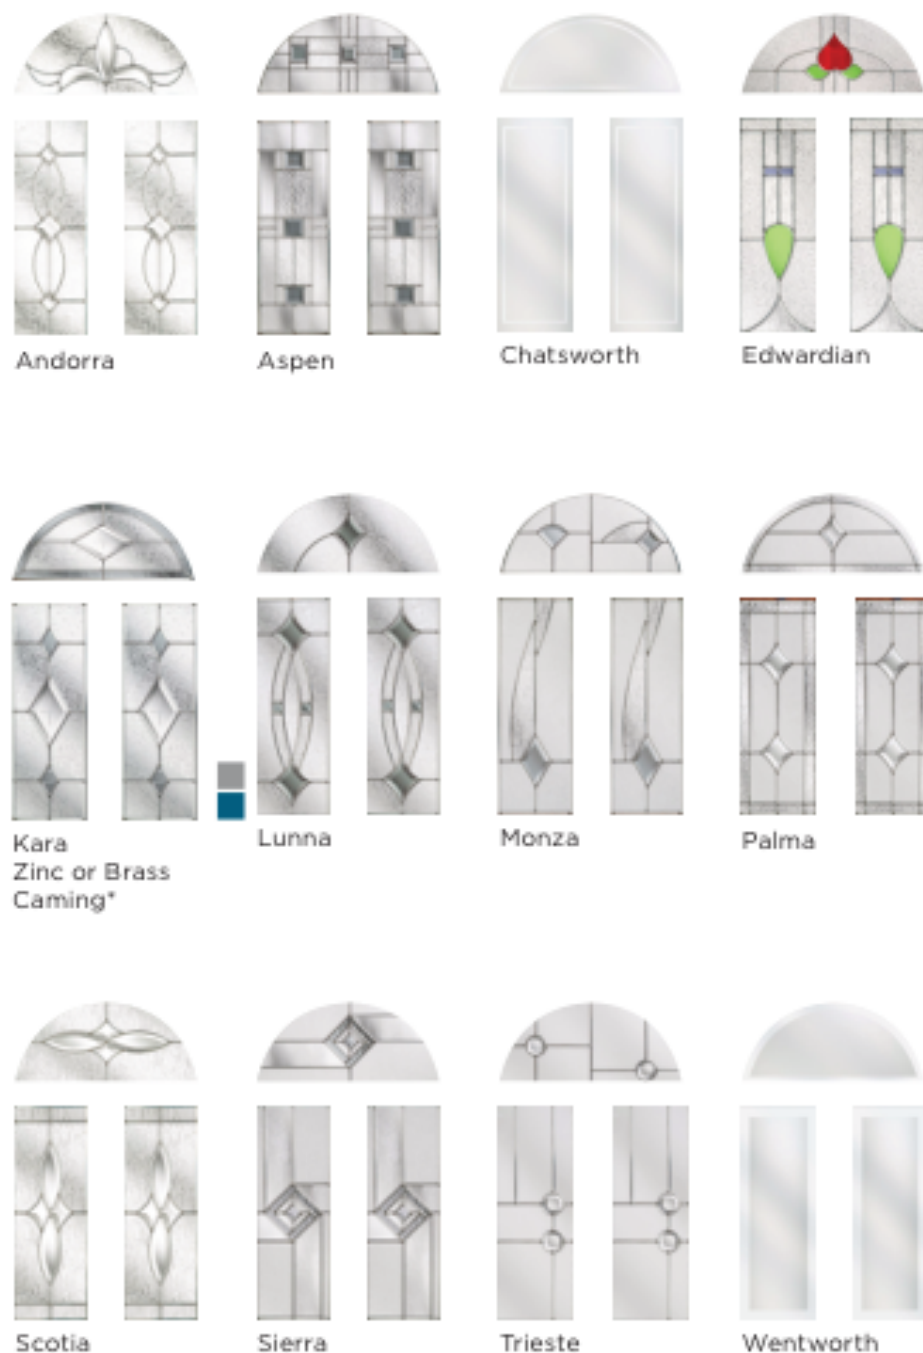 Andorra
Aspen
Chatsworth
Edwardian
Kara
Zinc or Brass
Caming*
Lunna
Monza
Palma
Scotia
Sierra
Trieste
Wentworth